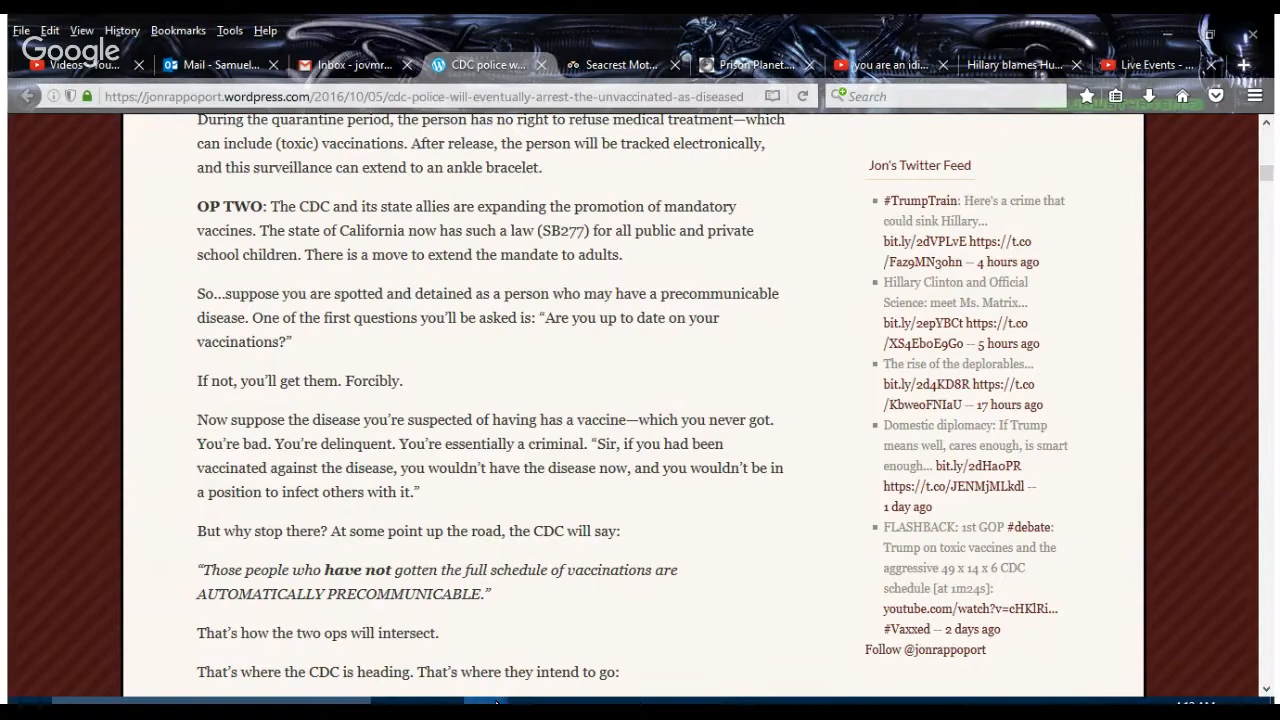 File Edit View History Bookmarks Tools Help
Google
Videos - You... Mail - Samuel... Inbox - jovmr... CDC police w... Seacrest Mot... Prison Planet.... you are an idi... Hillary blames Hu... Live Events - ...
https://jonrappoport.wordpress.com/2016/10/05/cdc-police-will-eventually-arrest-the-unvaccinated-as-diseased
Search
During the quarantine period, the person has no right to refuse medical treatment—which
can include (toxic) vaccinations. After release, the person will be tracked electronically,
and this surveillance can extend to an ankle bracelet.
OP TWO: The CDC and its state allies are expanding the promotion of mandatory
vaccines. The state of California now has such a law (SB277) for all public and private
school children. There is a move to extend the mandate to adults.
So…suppose you are spotted and detained as a person who may have a precommunicable
disease. One of the first questions you’ll be asked is: “Are you up to date on your
vaccinations?”
If not, you’ll get them. Forcibly.
Now suppose the disease you’re suspected of having has a vaccine—which you never got.
You’re bad. You’re delinquent. You’re essentially a criminal. “Sir, if you had been
vaccinated against the disease, you wouldn’t have the disease now, and you wouldn’t be in
a position to infect others with it.”
But why stop there? At some point up the road, the CDC will say:
“Those people who have not gotten the full schedule of vaccinations are
AUTOMATICALLY PRECOMMUNICABLE.”
That’s how the two ops will intersect.
That’s where the CDC is heading. That’s where they intend to go:
Jon's Twitter Feed
#TrumpTrain: Here's a crime that
could sink Hillary...
bit.ly/2dVPLvE https://t.co
/Faz9MN3ohn -- 4 hours ago
Hillary Clinton and Official
Science: meet Ms. Matrix...
bit.ly/2epYBCt https://t.co
/XS4Eb0E9Go -- 5 hours ago
The rise of the deplorables...
bit.ly/2d4KD8R https://t.co
/KbweoFNIaU -- 17 hours ago
Domestic diplomacy: If Trump
means well, cares enough, is smart
enough... bit.ly/2dHa0PR
https://t.co/JENMjMLkdl --
1 day ago
FLASHBACK: 1st GOP #debate:
Trump on toxic vaccines and the
aggressive 49 x 14 x 6 CDC
schedule [at 1m24s]:
youtube.com/watch?v=cHKlRi...
#Vaxxed -- 2 days ago
Follow @jonrappoport